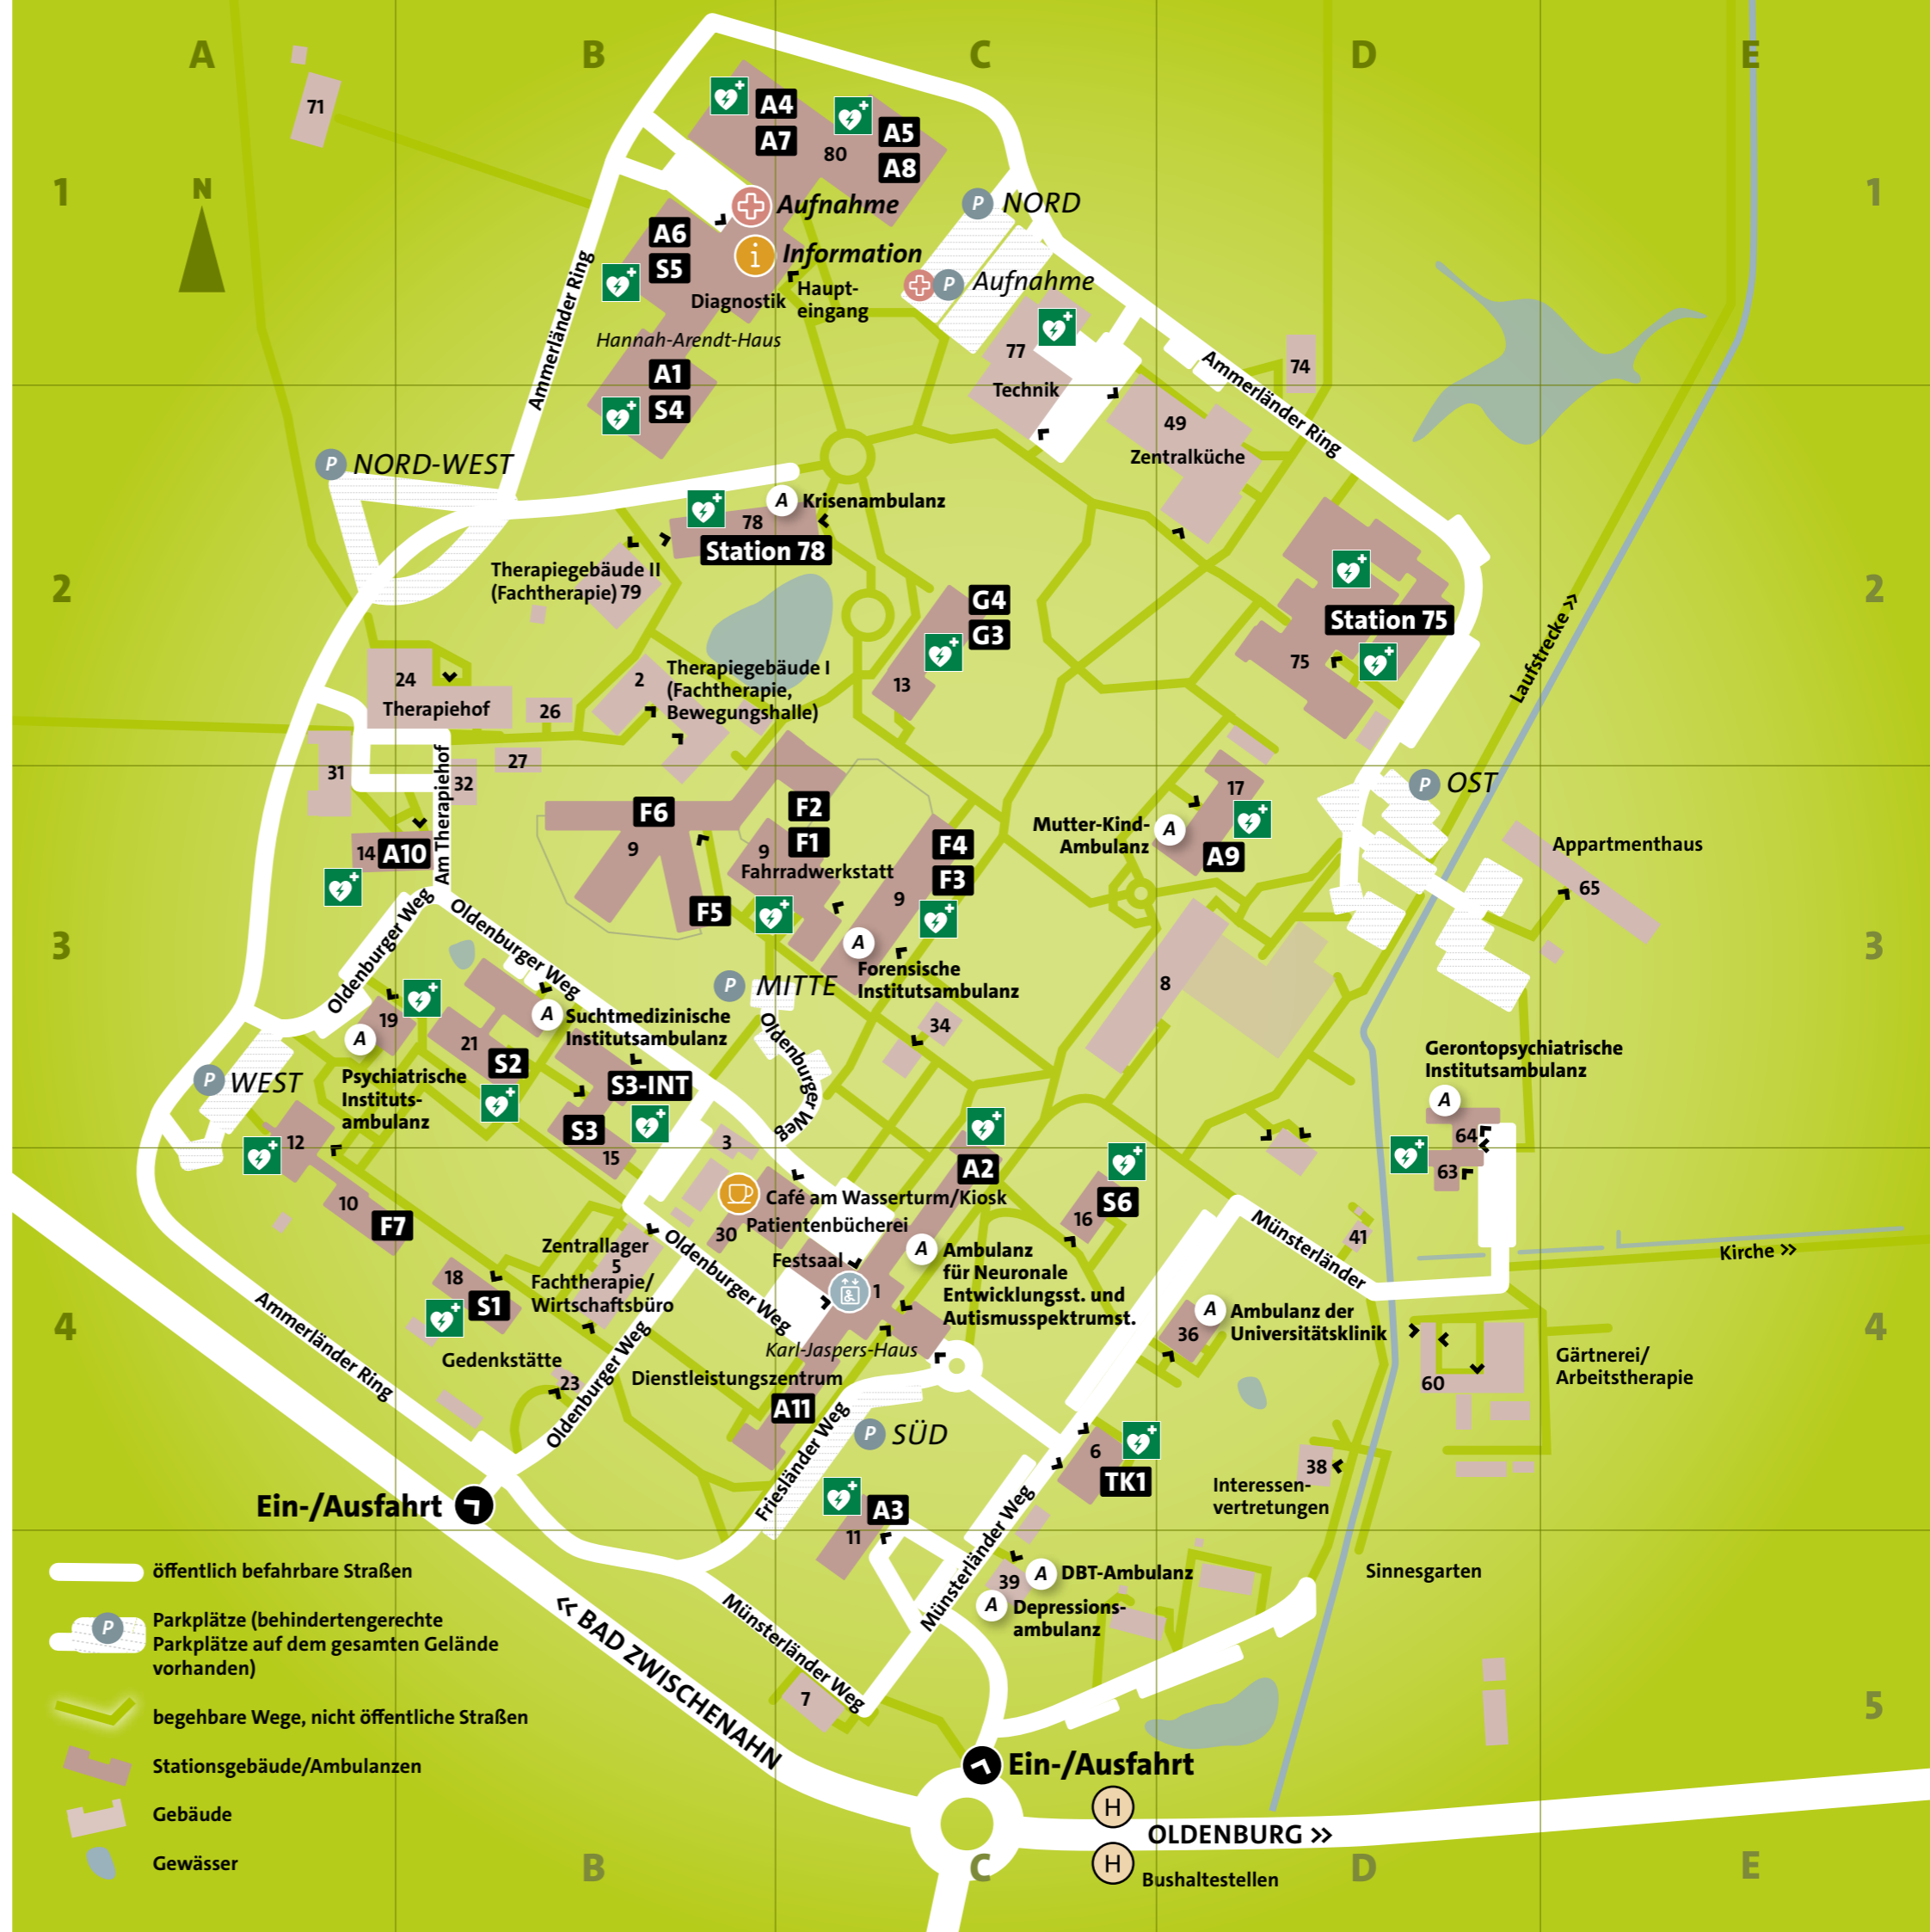 A
B
C
D
E
1
1
N
71
A4
A7
A5
A8
80
Aufnahme
A6
S5
i
Information
Diagnostik
Haupt-
eingang
Hannah-Arendt-Haus
A1
S4
Ammerländer Ring
P NORD
P Aufnahme
77
Technik
74
Ammerländer Ring
49
Zentralküche
P NORD-WEST
A Krisenambulanz
78
Station 78
2
2
Therapiegebäude II
(Fachtherapie) 79
G4
G3
13
Station 75
75
Laufstrecke >>
24
Therapiehof
26
2
Therapiegebäude I
(Fachtherapie,
Bewegungshalle)
27
31
32
Am Therapiehof
14
A10
F6
9
F2
F1
9
Fahrradwerkstatt
F5
F4
F3
9
17
Mutter-Kind-
Ambulanz
A
A9
P OST
Appartmenthaus
65
3
3
Oldenburger Weg
Oldenburger Weg
A
Forensische
Institutsambulanz
P MITTE
8
19
A
Psychiatrische
Instituts-
ambulanz
21
S2
A Suchtmedizinische
Institutsambulanz
S3-INT
S3
15
Oldenburger Weg
34
P WEST
12
10
F7
3
A2
S6
16
Gerontopsychiatrische
Institutsambulanz
A
64
63
41
Café am Wasserturm/Kiosk
Patientenbücherei
30
Festsaal
1
Karl-Jaspers-Haus
A Ambulanz
für Neuronale
Entwicklungsst. und
Autismusspektrumst.
Zentrallager
5
Fachtherapie/
Wirtschaftsbüro
Oldenburger Weg
Münsterländer
Kirche >>
18
S1
4
4
Ammerländer Ring
Gedenkstätte
23
Oldenburger Weg
Dienstleistungszentrum
A11
Friesländer Weg
P SÜD
36
A Ambulanz der
Universitätsklinik
60
Gärtnerei/
Arbeitstherapie
6
TK1
38
Interessen-
vertretungen
A3
11
Ein-/Ausfahrt
Münsterländer Weg
39
A DBT-Ambulanz
A Depressions-
ambulanz
Sinnesgarten
Münsterländer Weg
7
5
<< BAD ZWISCHENAHN
Ein-/Ausfahrt
H
OLDENBURG >>
H
Bushaltestellen
öffentlich befahrbare Straßen
P
Parkplätze (behindertengerechte
Parkplätze auf dem gesamten Gelände
vorhanden)
begehbare Wege, nicht öffentliche Straßen
Stationsgebäude/Ambulanzen
Gebäude
Gewässer
B
C
D
E